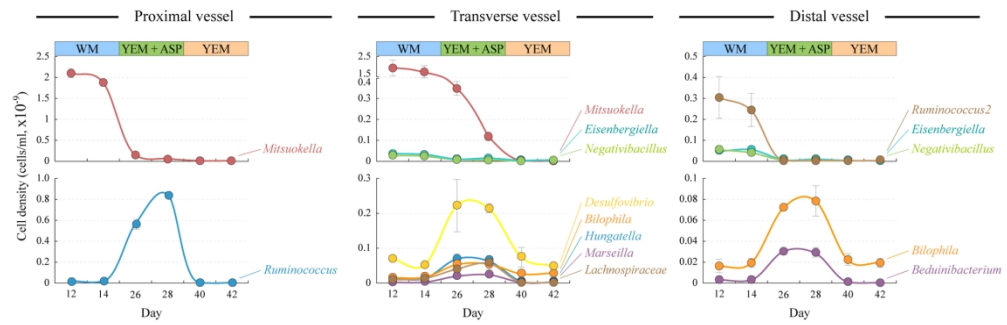 Proximal vessel
Transverse vessel
Distal vessel
WM YEM + ASP YEM
WM YEM + ASP YEM
WM YEM + ASP YEM
Cell density (cells/ml, x10⁻⁹)
2.5
2
1.5
1
0.5
0
Mitsuokella
2.5
0.5
0.4
0.3
0.2
0.1
0
Mitsuokella
Eisenbergiella
Negativibacillus
0.5
0.4
0.3
0.2
0.1
0
Ruminococcus2
Eisenbergiella
Negativibacillus
1.0
0.8
0.6
0.4
0.2
0
Ruminococcus
12 14 26 28 40 42
Day
0.3
0.2
0.1
0
Desulfovibrio
Bilophila
Hungatella
Marseilla
Lachnospiraceae
12 14 26 28 40 42
Day
0.1
0.08
0.06
0.04
0.02
0
Bilophila
Beduinibacterium
12 14 26 28 40 42
Day